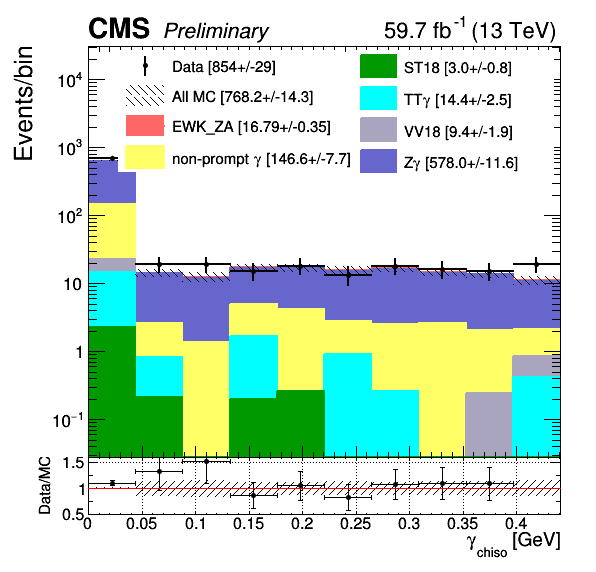 CMS Preliminary 59.7 fb⁻¹ (13 TeV)
Events/bin
Data [854+/-29]
All MC [768.2+/-14.3]
EWK_ZA [16.79+/-0.35]
non-prompt γ [146.6+/-7.7]
ST18 [3.0+/-0.8]
TTγ [14.4+/-2.5]
VV18 [9.4+/-1.9]
Zγ [578.0+/-11.6]
10⁴
10³
10²
10
1
10⁻¹
Data/MC
1.5
1
0.5
0 0.05 0.1 0.15 0.2 0.25 0.3 0.35 0.4
γchiso [GeV]